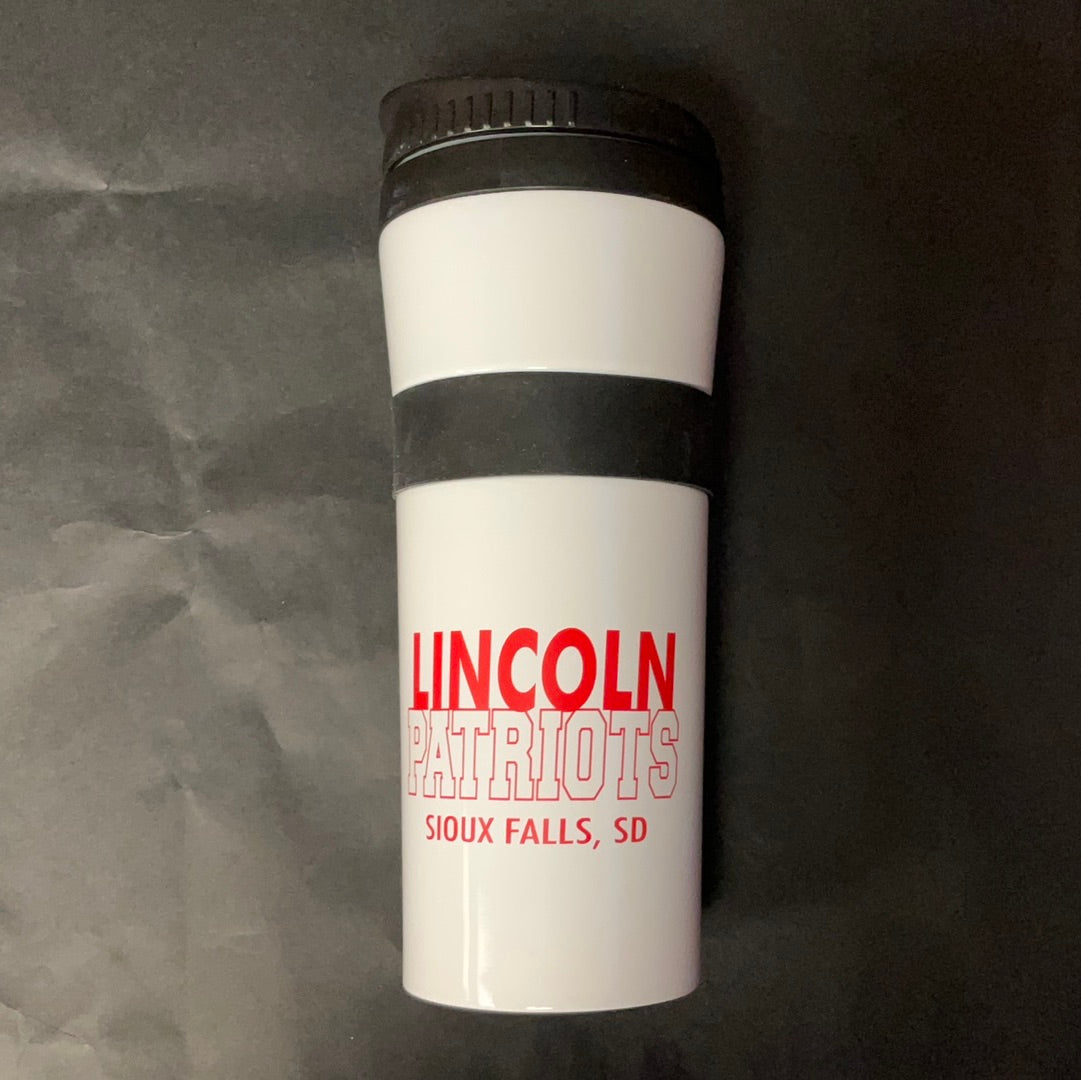 LINCOLN
PATRIOTS
SIOUX FALLS, SD